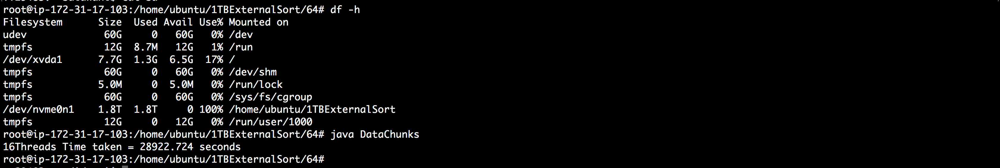 root@ip-172-31-17-103:/home/ubuntu/1TBExternalSort/64# df -h
Filesystem      Size  Used Avail Use% Mounted on
udev             60G     0   60G   0% /dev
tmpfs            12G  8.7M   12G   1% /run
/dev/xvda1      7.7G  1.3G  6.5G  17% /
tmpfs            60G     0   60G   0% /dev/shm
tmpfs           5.0M     0  5.0M   0% /run/lock
tmpfs            60G     0   60G   0% /sys/fs/cgroup
/dev/nvme0n1    1.8T  1.8T     0 100% /home/ubuntu/1TBExternalSort
tmpfs            12G     0   12G   0% /run/user/1000
root@ip-172-31-17-103:/home/ubuntu/1TBExternalSort/64# java DataChunks
16Threads Time taken = 28922.724 seconds
root@ip-172-31-17-103:/home/ubuntu/1TBExternalSort/64#